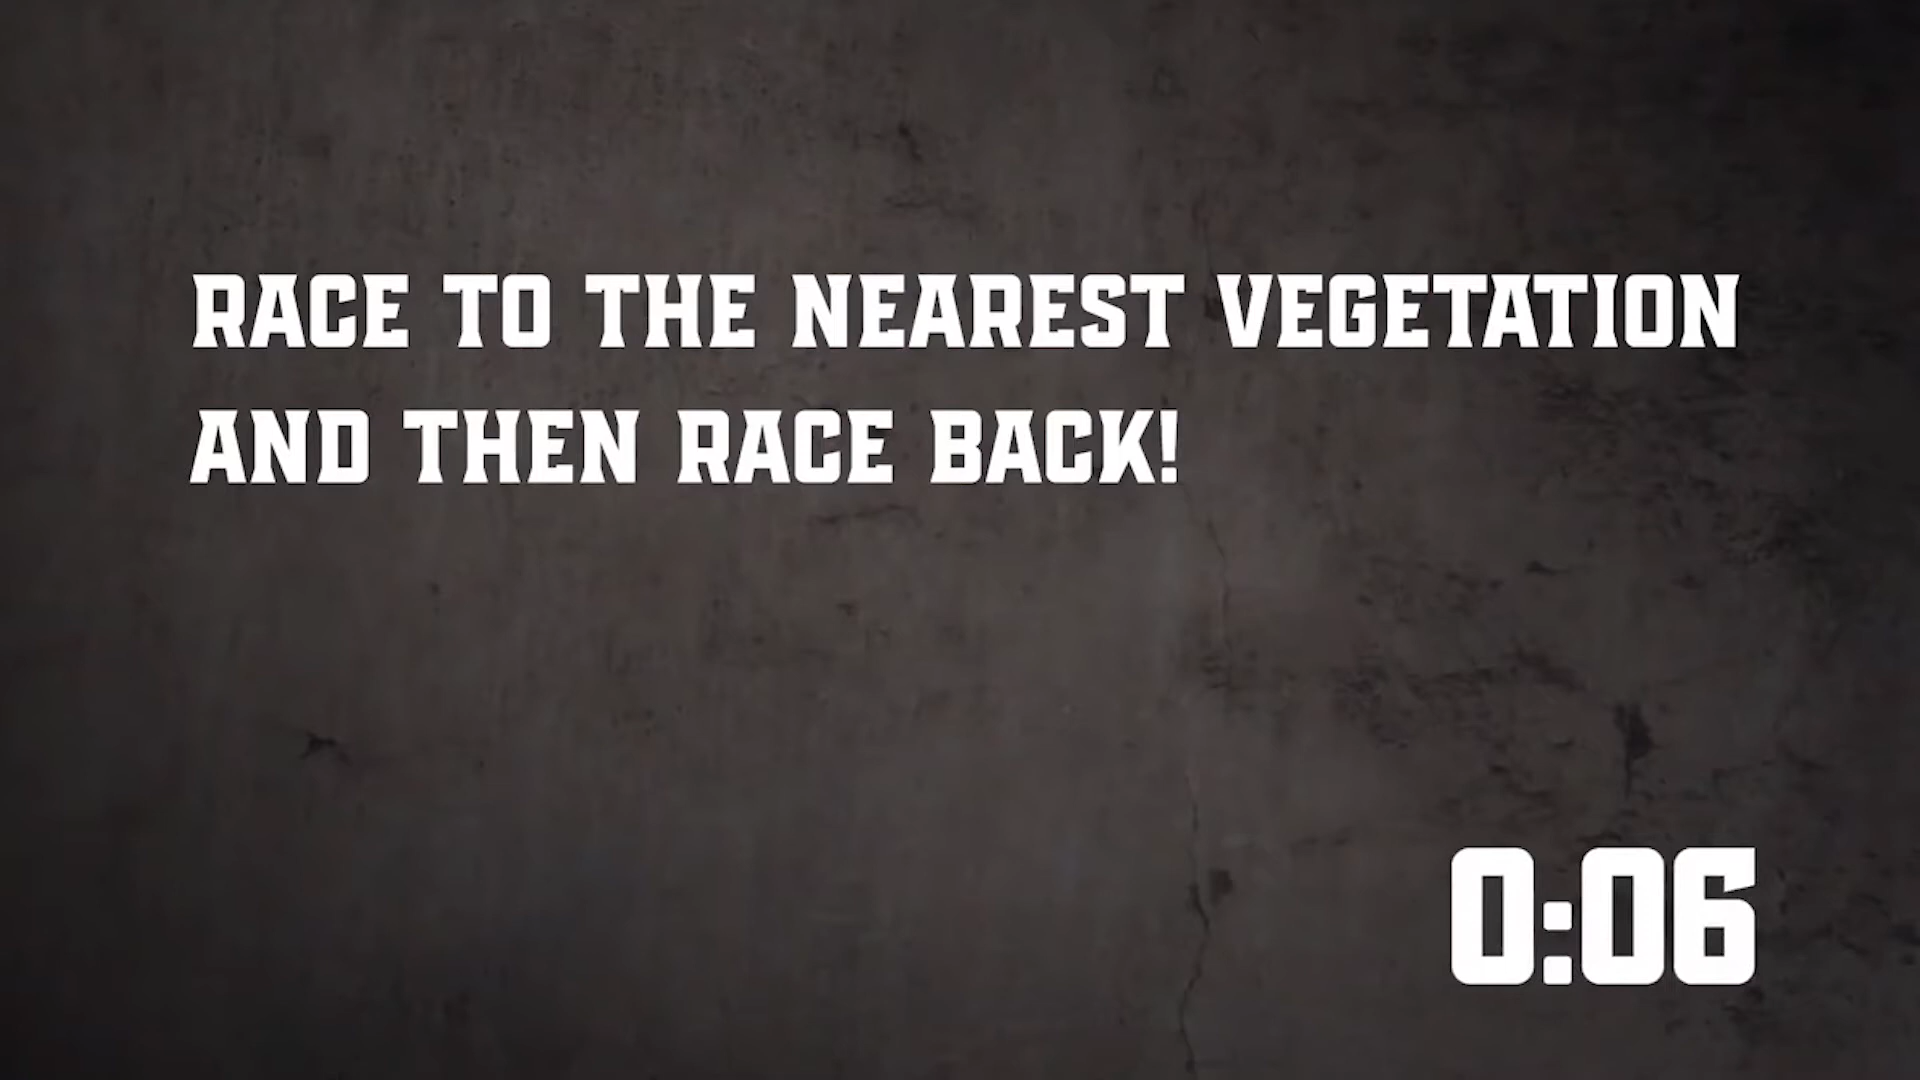 RACE TO THE NEAREST VEGETATION
AND THEN RACE BACK!
0:06